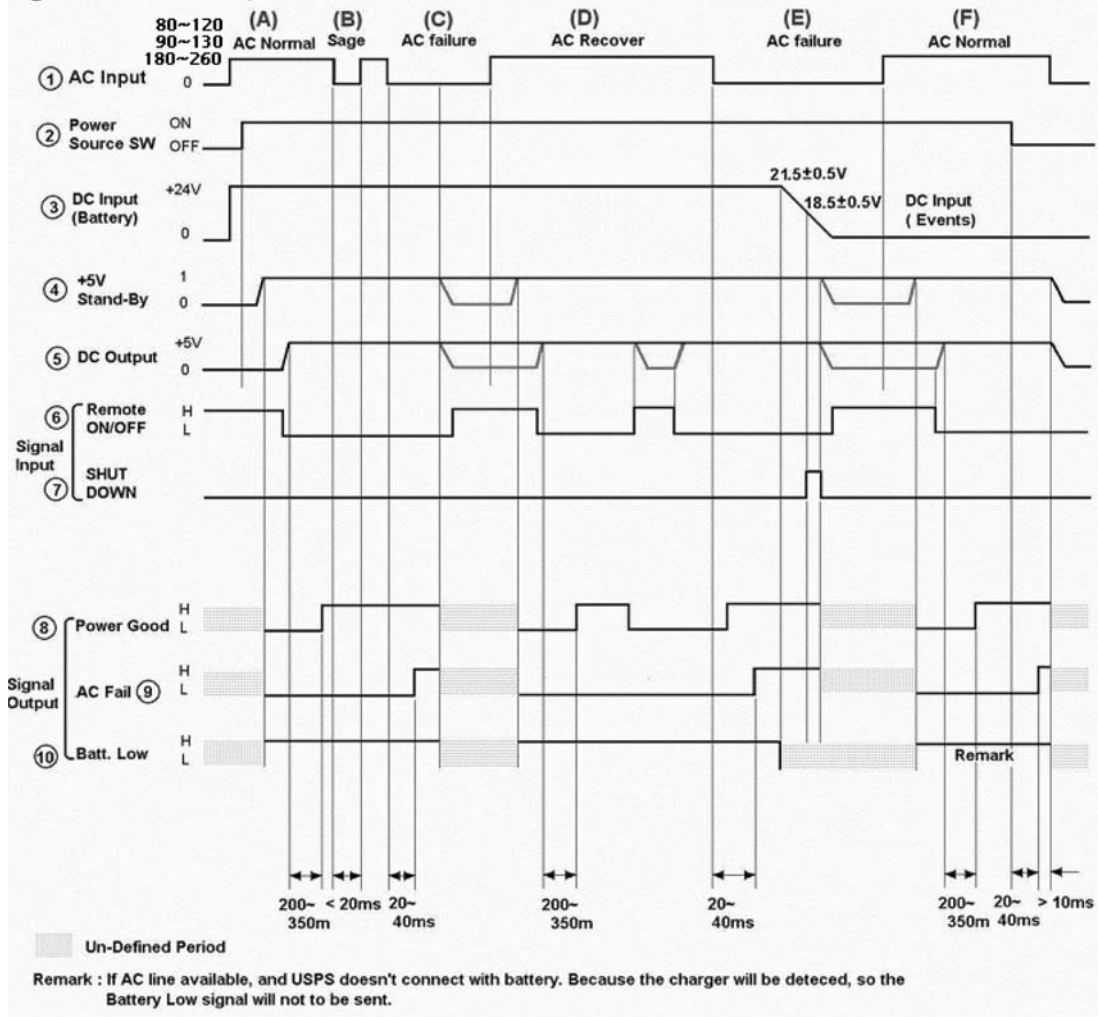 (A) (B) (C) (D) (E) (F)
80~120
90~130
180~260
AC Normal Sage AC failure AC Recover AC failure AC Normal
① AC Input 0
② Power Source SW ON OFF
③ DC Input (Battery) +24V 0
21.5±0.5V
18.5±0.5V
DC Input
( Events)
④ +5V Stand-By 1 0
⑤ DC Output +5V 0
Signal Input
⑥ Remote ON/OFF H L
⑦ SHUT DOWN
Signal Output
⑧ Power Good H L
AC Fail ⑨ H L
⑩ Batt. Low H L
Remark
200~ 350m
< 20ms
20~ 40ms
200~ 350m
20~ 40ms
200~ 350m
20~ 40ms
> 10ms
Un-Defined Period
Remark : If AC line available, and USPS doesn't connect with battery. Because the charger will be deteced, so the
Battery Low signal will not to be sent.